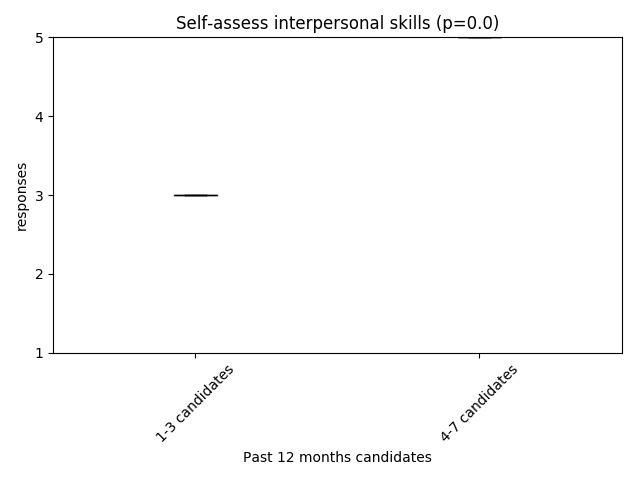 Self-assess interpersonal skills (p=0.0)
5
4
3
2
1
responses
1-3 candidates
4-7 candidates
Past 12 months candidates